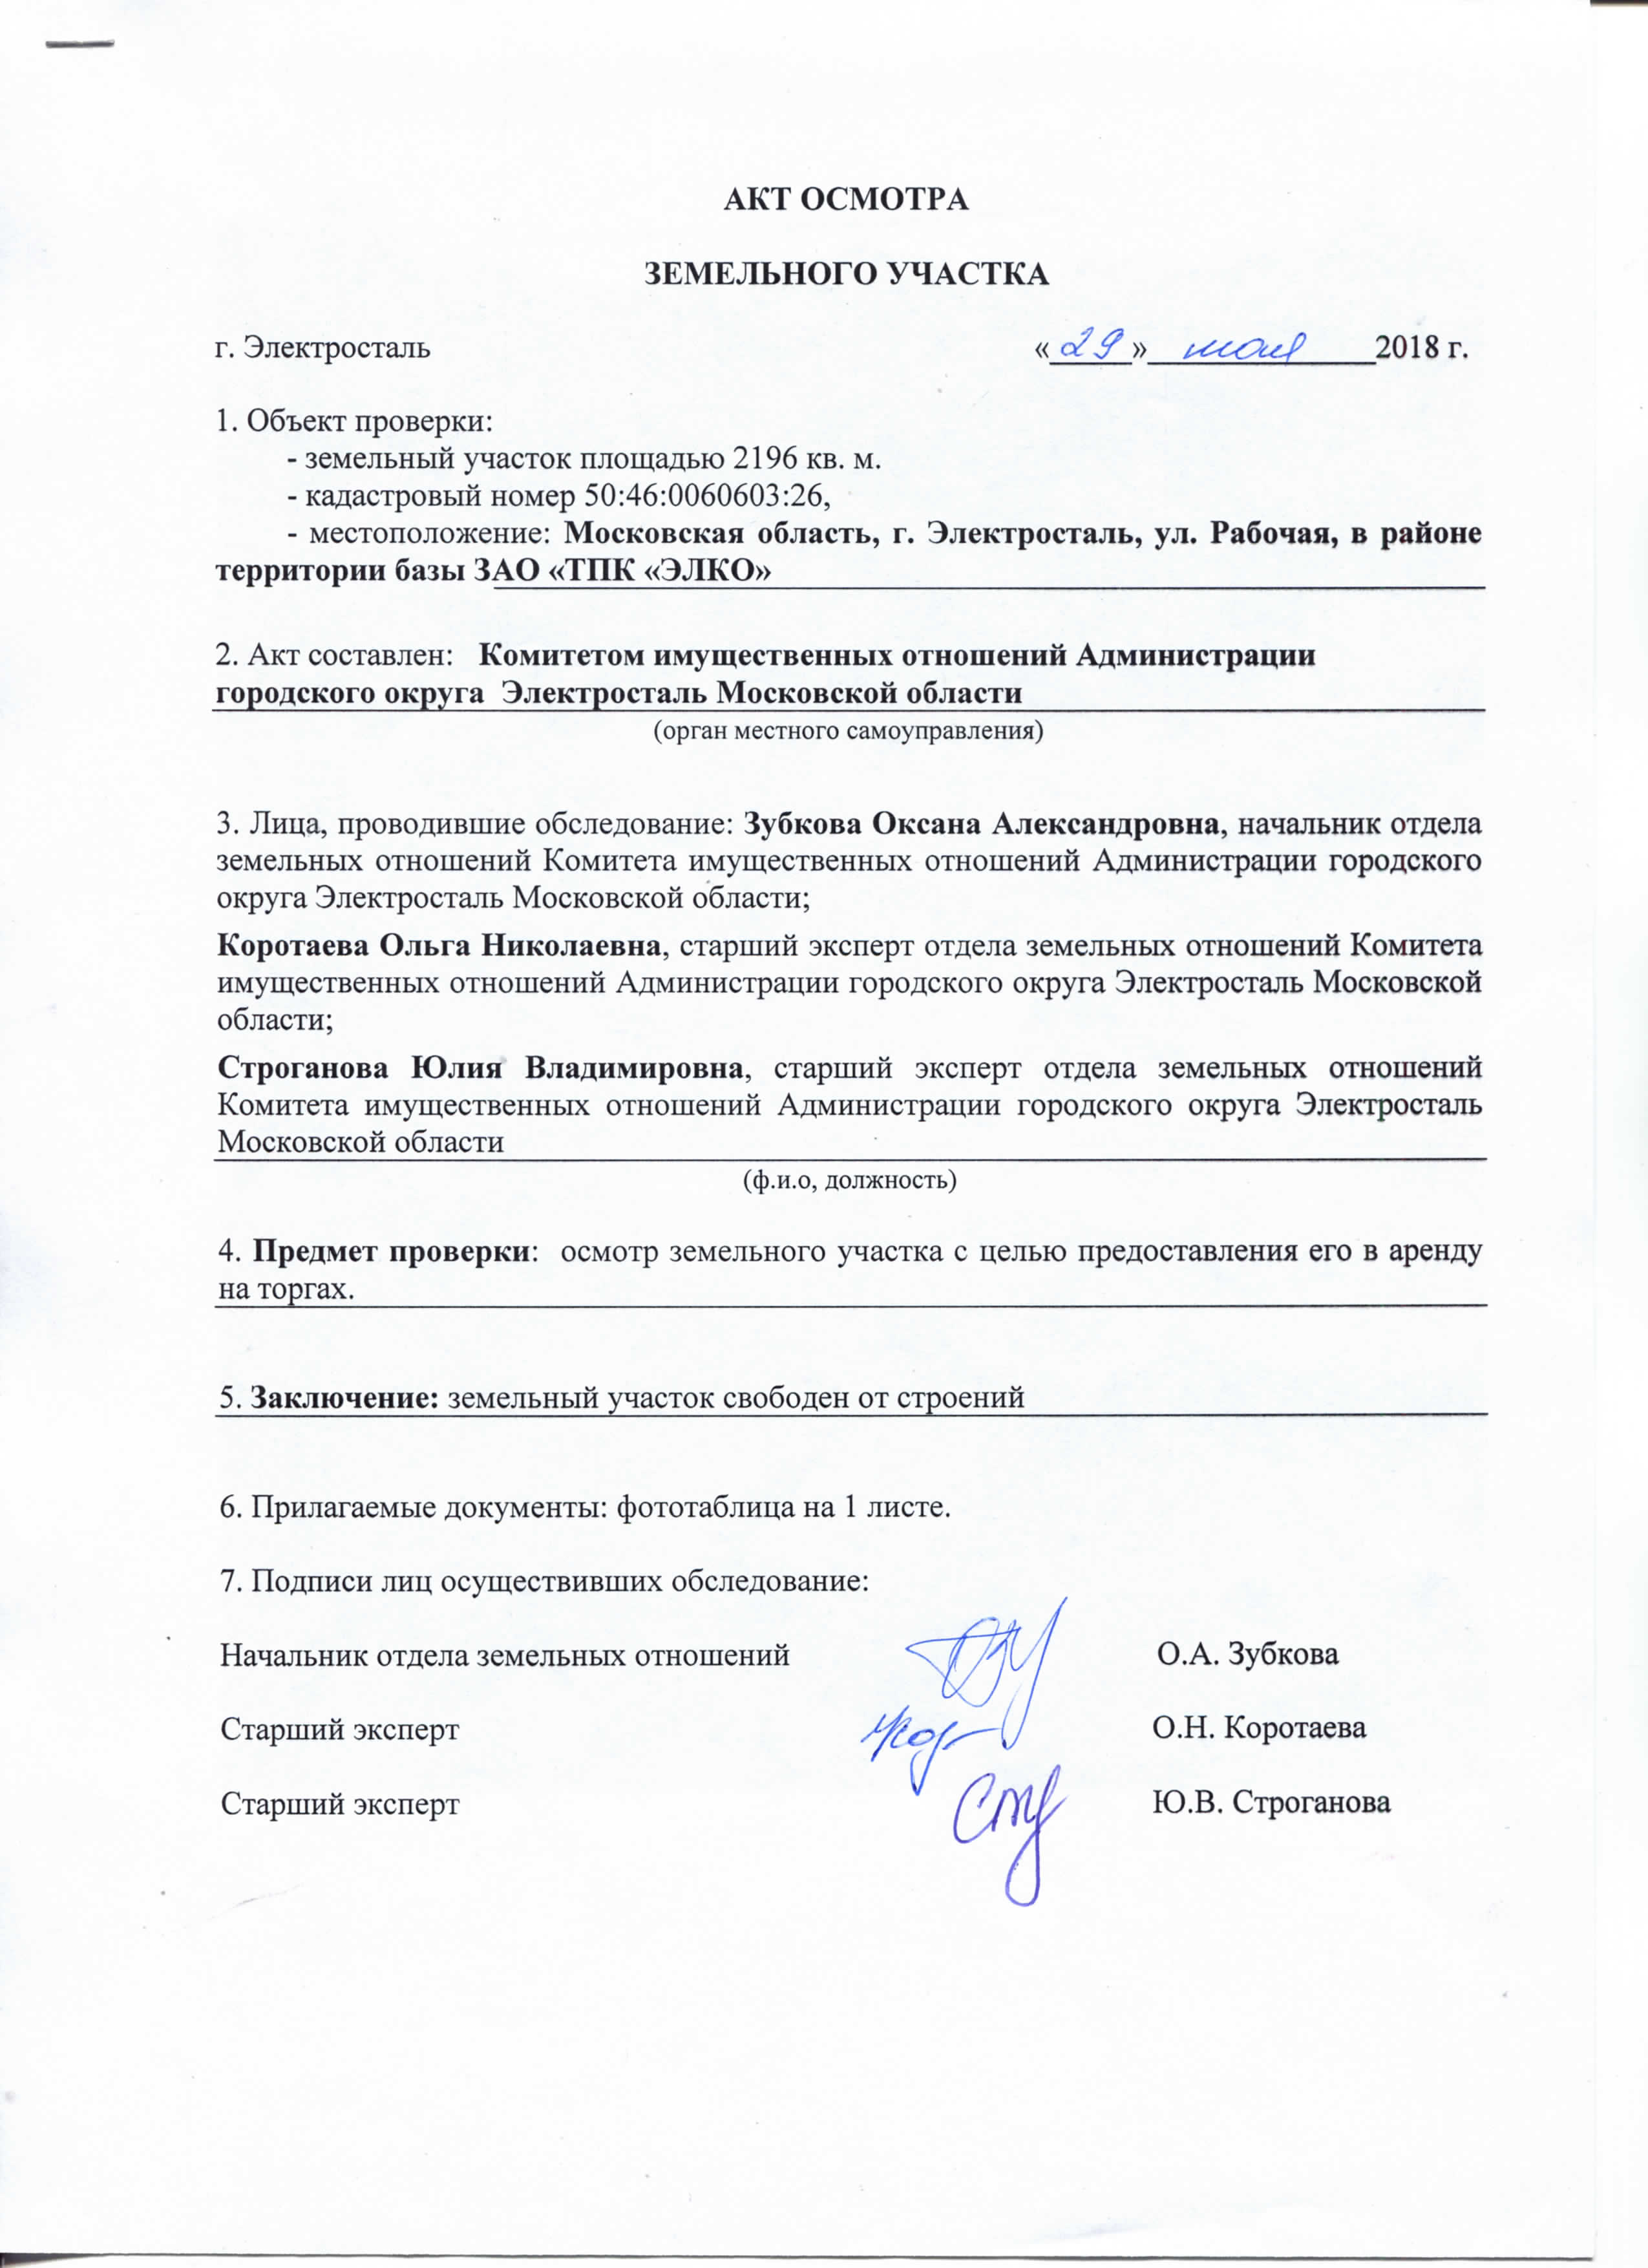 АКТ ОСМОТРА
ЗЕМЕЛЬНОГО УЧАСТКА
г. Электросталь «29» мая 2018 г.
1. Объект проверки:
- земельный участок площадью 2196 кв. м.
- кадастровый номер 50:46:0060603:26,
- местоположение: Московская область, г. Электросталь, ул. Рабочая, в районе
территории базы ЗАО «ТПК «ЭЛКО»
2. Акт составлен: Комитетом имущественных отношений Администрации
городского округа Электросталь Московской области
(орган местного самоуправления)
3. Лица, проводившие обследование: Зубкова Оксана Александровна, начальник отдела
земельных отношений Комитета имущественных отношений Администрации городского
округа Электросталь Московской области;
Коротаева Ольга Николаевна, старший эксперт отдела земельных отношений Комитета
имущественных отношений Администрации городского округа Электросталь Московской
области;
Строганова Юлия Владимировна, старший эксперт отдела земельных отношений
Комитета имущественных отношений Администрации городского округа Электросталь
Московской области
(ф.и.о, должность)
4. Предмет проверки: осмотр земельного участка с целью предоставления его в аренду
на торгах.
5. Заключение: земельный участок свободен от строений
6. Прилагаемые документы: фототаблица на 1 листе.
7. Подписи лиц осуществивших обследование:
Начальник отдела земельных отношений О.А. Зубкова
Старший эксперт О.Н. Коротаева
Старший эксперт Ю.В. Строганова